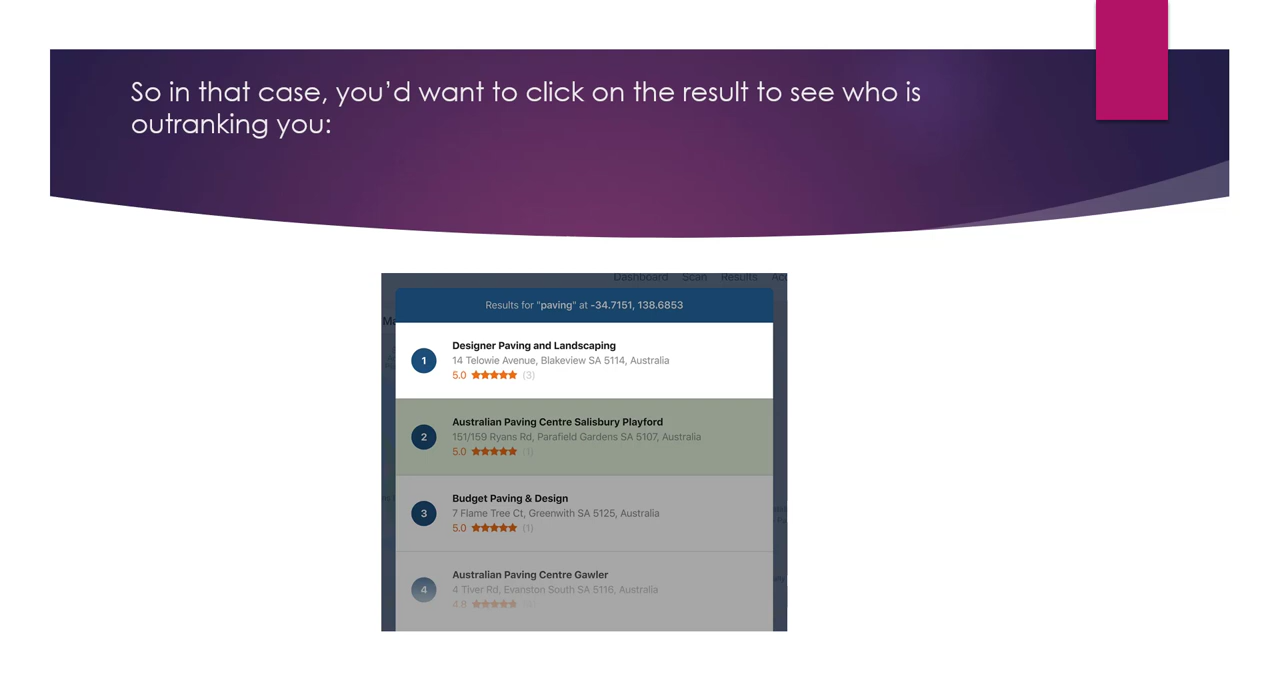 So in that case, you’d want to click on the result to see who is
outranking you:
Dashboard Scan Results
Results for "paving" at -34.7151, 138.6853
1
Designer Paving and Landscaping
14 Telowie Avenue, Blakeview SA 5114, Australia
5.0 ★★★★★ (3)
2
Australian Paving Centre Salisbury Playford
151/159 Ryans Rd, Parafield Gardens SA 5107, Australia
5.0 ★★★★★ (1)
3
Budget Paving & Design
7 Flame Tree Ct, Greenwith SA 5125, Australia
5.0 ★★★★★ (1)
4
Australian Paving Centre Gawler
4 Tiver Rd, Evanston South SA 5116, Australia
4.8 ★★★★★